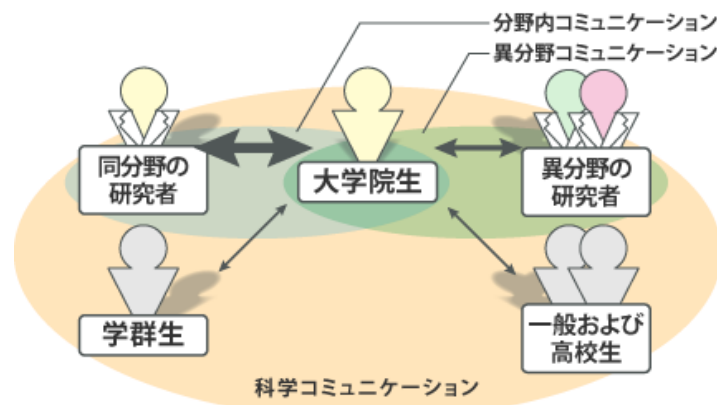 分野内コミュニケーション
異分野コミュニケーション
同分野の
研究者
大学院生
異分野の
研究者
学群生
一般および
高校生
科学コミュニケーション